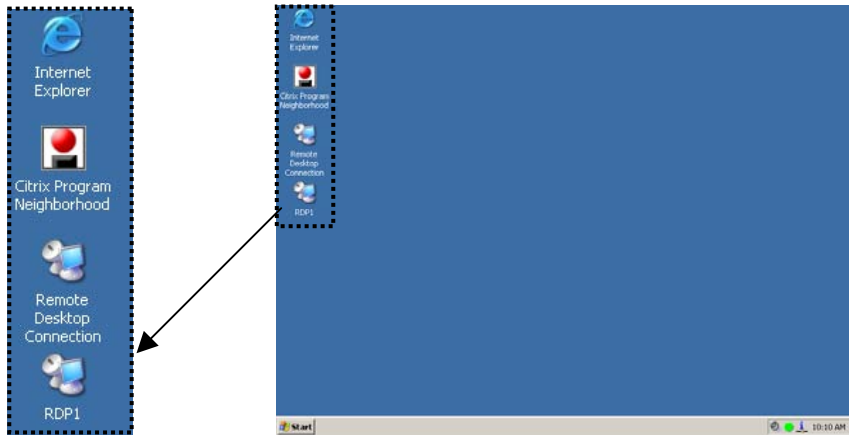 Internet
Explorer
Citrix Program
Neighborhood
Remote
Desktop
Connection
RDP1
Internet
Explorer
Citrix Program
Neighborhood
Remote
Desktop
Connection
RDP1
Start
10:10 AM